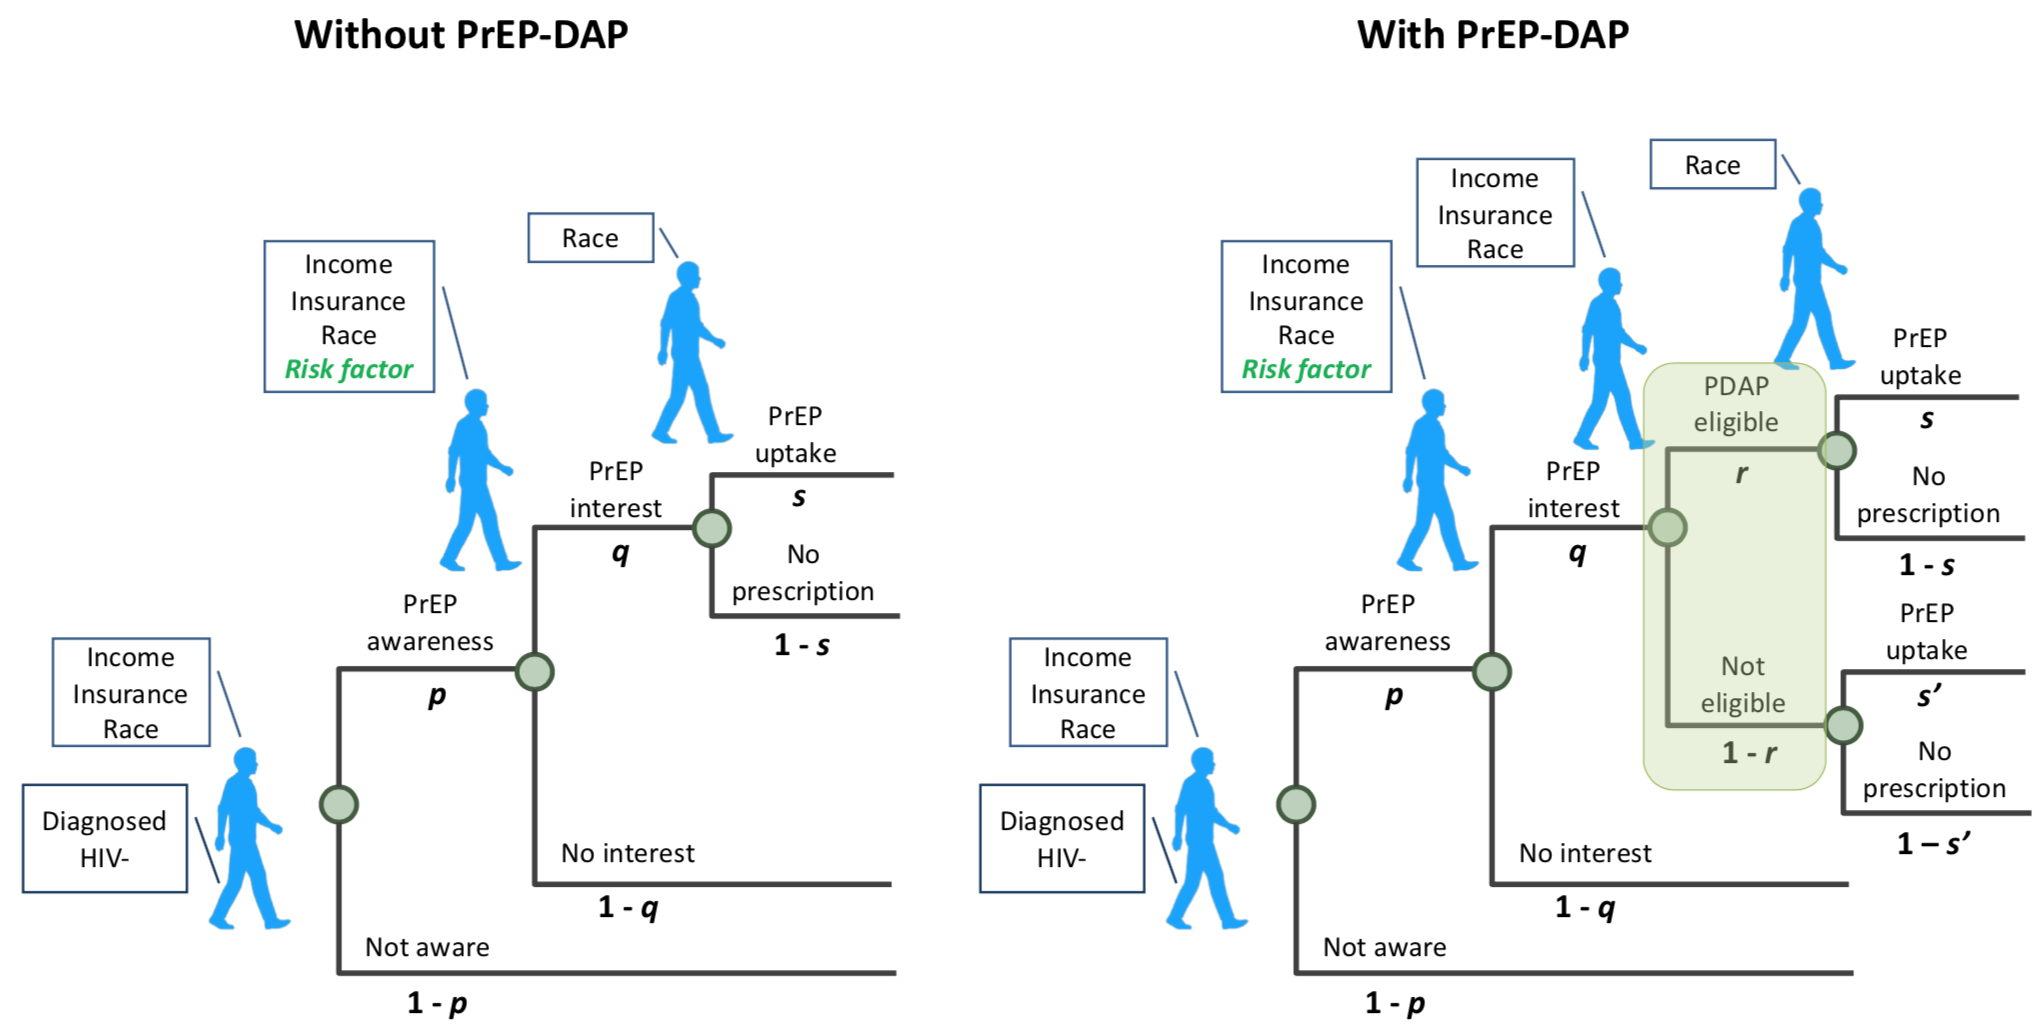 Without PrEP-DAP
Race
Income
Insurance
Race
Risk factor
PrEP
uptake
s
PrEP
interest
q
No
prescription
1 - s
PrEP
awareness
p
Income
Insurance
Race
Diagnosed
HIV-
No interest
1 - q
Not aware
1 - p
With PrEP-DAP
Race
Income
Insurance
Race
Income
Insurance
Race
Risk factor
PrEP
uptake
s
PDAP
eligible
r
PrEP
interest
q
No
prescription
1 - s
PrEP
awareness
p
PrEP
uptake
s’
Not
eligible
1 - r
No
prescription
1 – s’
Income
Insurance
Race
Diagnosed
HIV-
No interest
1 - q
Not aware
1 - p